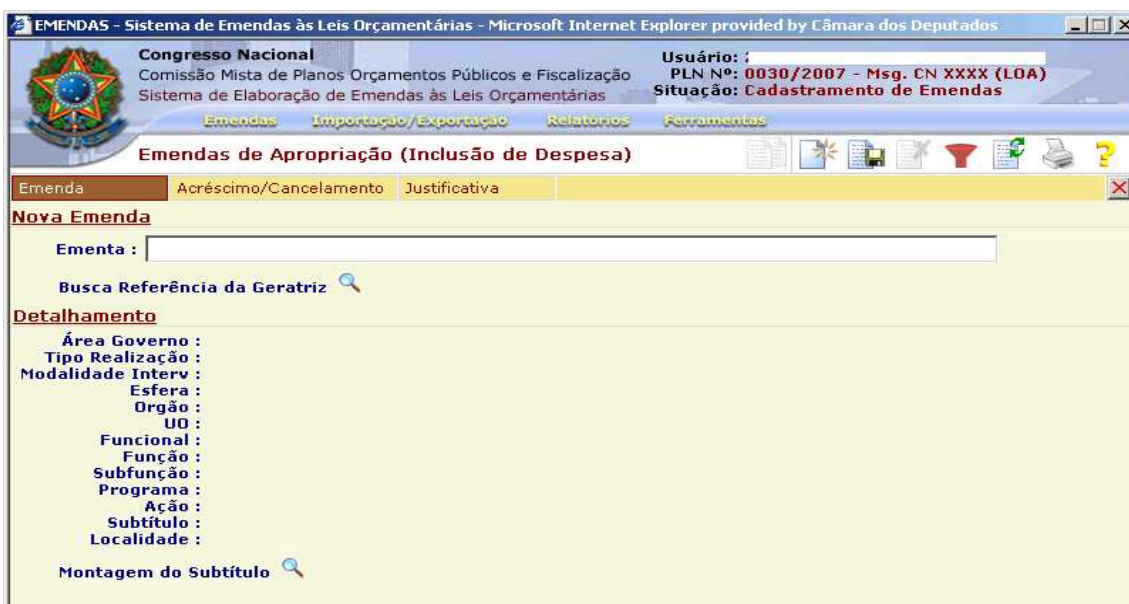 EMENDAS - Sistema de Emendas às Leis Orçamentárias - Microsoft Internet Explorer provided by Câmara dos Deputados
Congresso Nacional
Comissão Mista de Planos Orçamentos Públicos e Fiscalização
Sistema de Elaboração de Emendas às Leis Orçamentárias
Usuário:
PLN Nº: 0030/2007 - Msg. CN XXXX (LOA)
Situação: Cadastramento de Emendas
Emendas Importação/Exportação Relatórios Ferramentas
Emendas de Apropriação (Inclusão de Despesa)
Emenda Acréscimo/Cancelamento Justificativa
Nova Emenda
Ementa :
Busca Referência da Geratriz
Detalhamento
Área Governo :
Tipo Realização :
Modalidade Interv :
Esfera :
Orgão :
UO :
Funcional :
Função :
Subfunção :
Programa :
Ação :
Subtítulo :
Localidade :
Montagem do Subtítulo